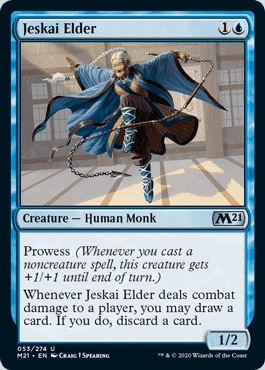 Jeskai Elder 1
Creature — Human Monk M21
Prowess (Whenever you cast a
noncreature spell, this creature gets
+1/+1 until end of turn.)
Whenever Jeskai Elder deals combat
damage to a player, you may draw a
card. If you do, discard a card.
1/2
053/274 U
M21 • EN CRAIG J SPEARING
™ & © 2020 Wizards of the Coast